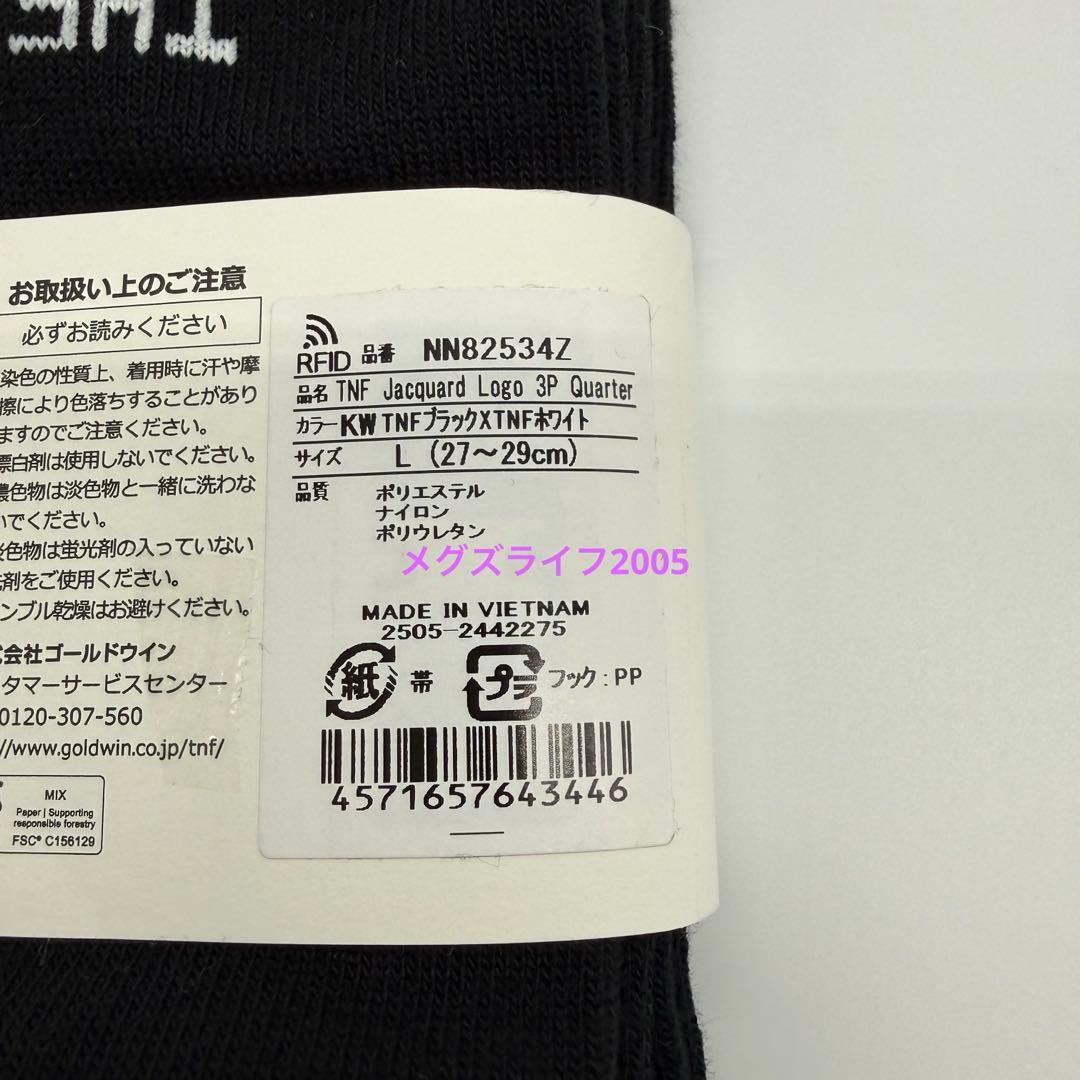 THE
お取扱い上のご注意
必ずお読みください
染色の性質上、着用時に汗や摩
擦により色落ちすることがあり
ますのでご注意ください。
漂白剤は使用しないでください。
濃色物は淡色物と一緒に洗わな
いでください。
淡色物は蛍光剤の入っていない
洗剤をご使用ください。
ンブル乾燥はお避けください。
式会社ゴールドウイン
タマーサービスセンター
0120-307-560
//www.goldwin.co.jp/tnf/
MIX
Paper | Supporting
responsible forestry
FSC® C156129
RFID 品番 NN82534Z
品名 TNF Jacquard Logo 3P Quarter
カラー KW TNFブラックXTNFホワイト
サイズ L (27～29cm)
品質 ポリエステル
ナイロン
ポリウレタン
メグズライフ2005
MADE IN VIETNAM
2505-2442275
紙 帯 プラ フック:PP
4571657643446